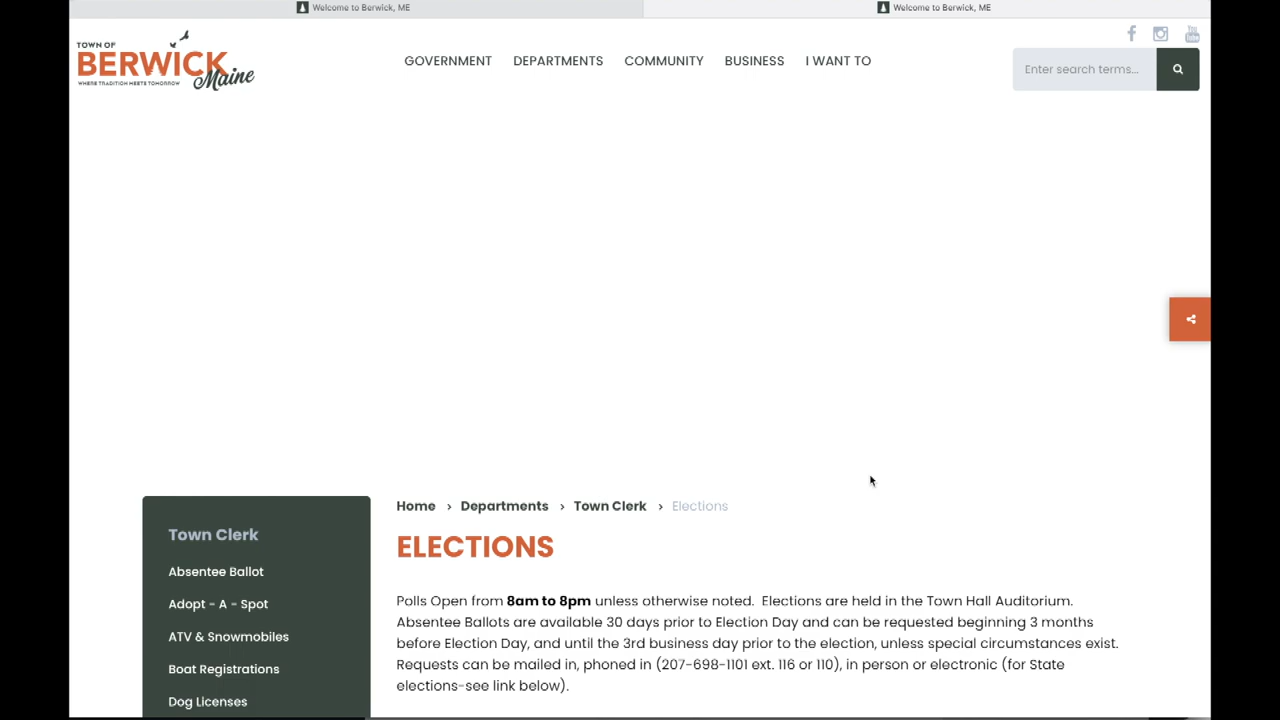 Welcome to Berwick, ME
Welcome to Berwick, ME
TOWN OF
BERWICK
Maine
WHERE TRADITION MEETS TOMORROW
GOVERNMENT DEPARTMENTS COMMUNITY BUSINESS I WANT TO
You Tube
Enter search terms...
Home > Departments > Town Clerk > Elections
ELECTIONS
Polls Open from 8am to 8pm unless otherwise noted. Elections are held in the Town Hall Auditorium.
Absentee Ballots are available 30 days prior to Election Day and can be requested beginning 3 months
before Election Day, and until the 3rd business day prior to the election, unless special circumstances exist.
Requests can be mailed in, phoned in (207-698-1101 ext. 116 or 110), in person or electronic (for State
elections-see link below).
Town Clerk
Absentee Ballot
Adopt - A - Spot
ATV & Snowmobiles
Boat Registrations
Dog Licenses